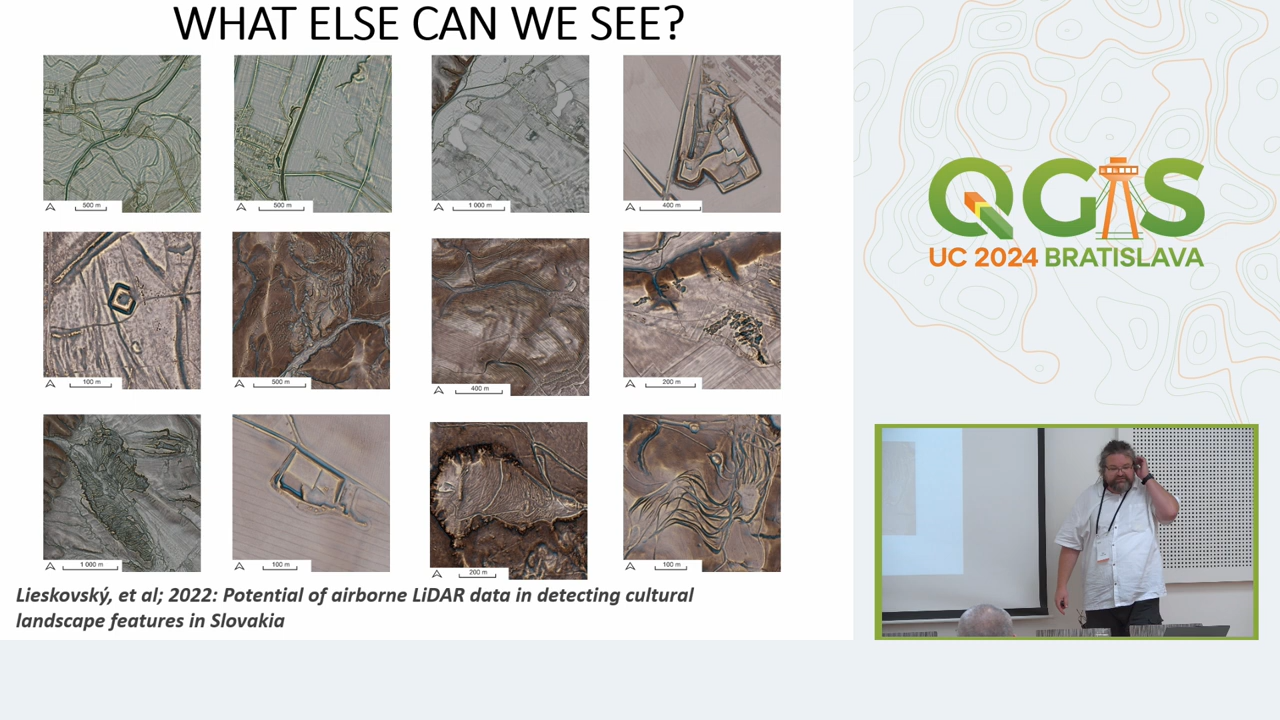 WHAT ELSE CAN WE SEE?
500 m
500 m
1 000 m
400 m
100 m
500 m
400 m
200 m
1 000 m
100 m
200 m
100 m
Lieskovský, et al; 2022: Potential of airborne LiDAR data in detecting cultural
landscape features in Slovakia
QGIS
UC 2024 BRATISLAVA